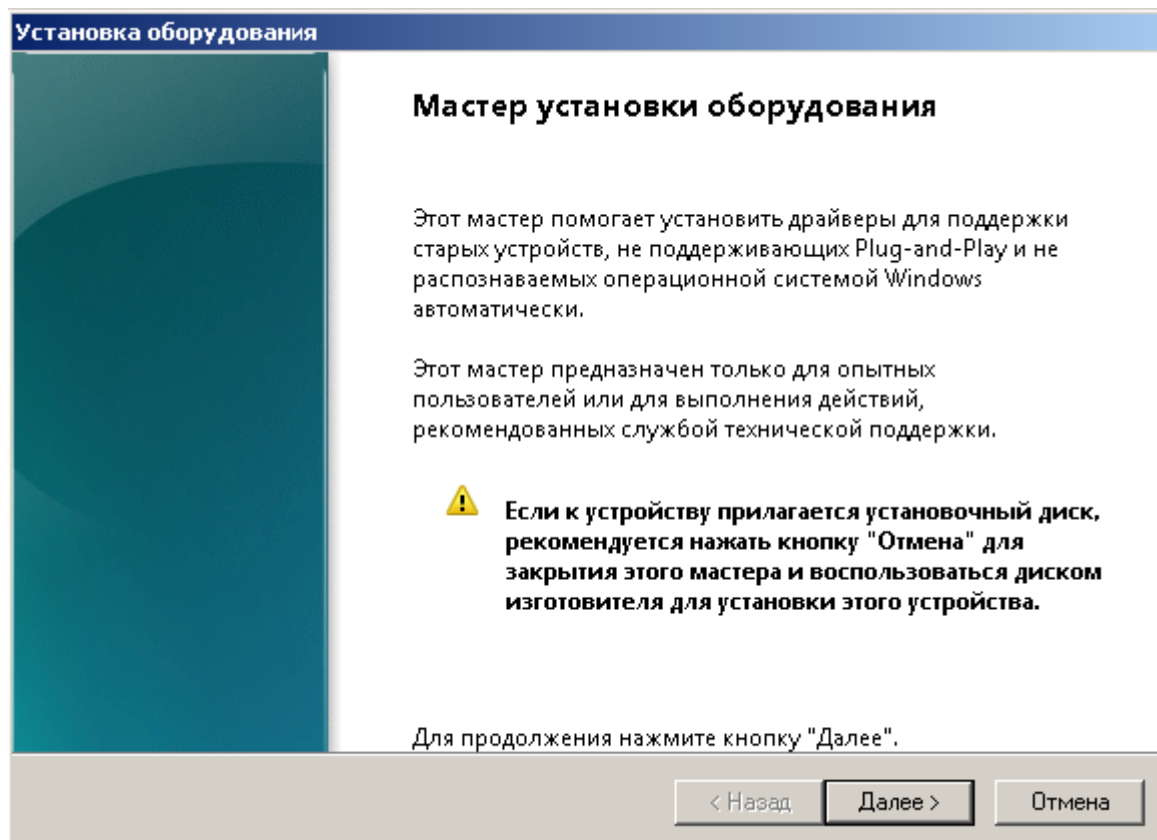 Установка оборудования
Мастер установки оборудования
Этот мастер помогает установить драйверы для поддержки
старых устройств, не поддерживающих Plug-and-Play и не
распознаваемых операционной системой Windows
автоматически.
Этот мастер предназначен только для опытных
пользователей или для выполнения действий,
рекомендованных службой технической поддержки.
Если к устройству прилагается установочный диск,
рекомендуется нажать кнопку "Отмена" для
закрытия этого мастера и воспользоваться диском
изготовителя для установки этого устройства.
Для продолжения нажмите кнопку "Далее".
< Назад Далее > Отмена